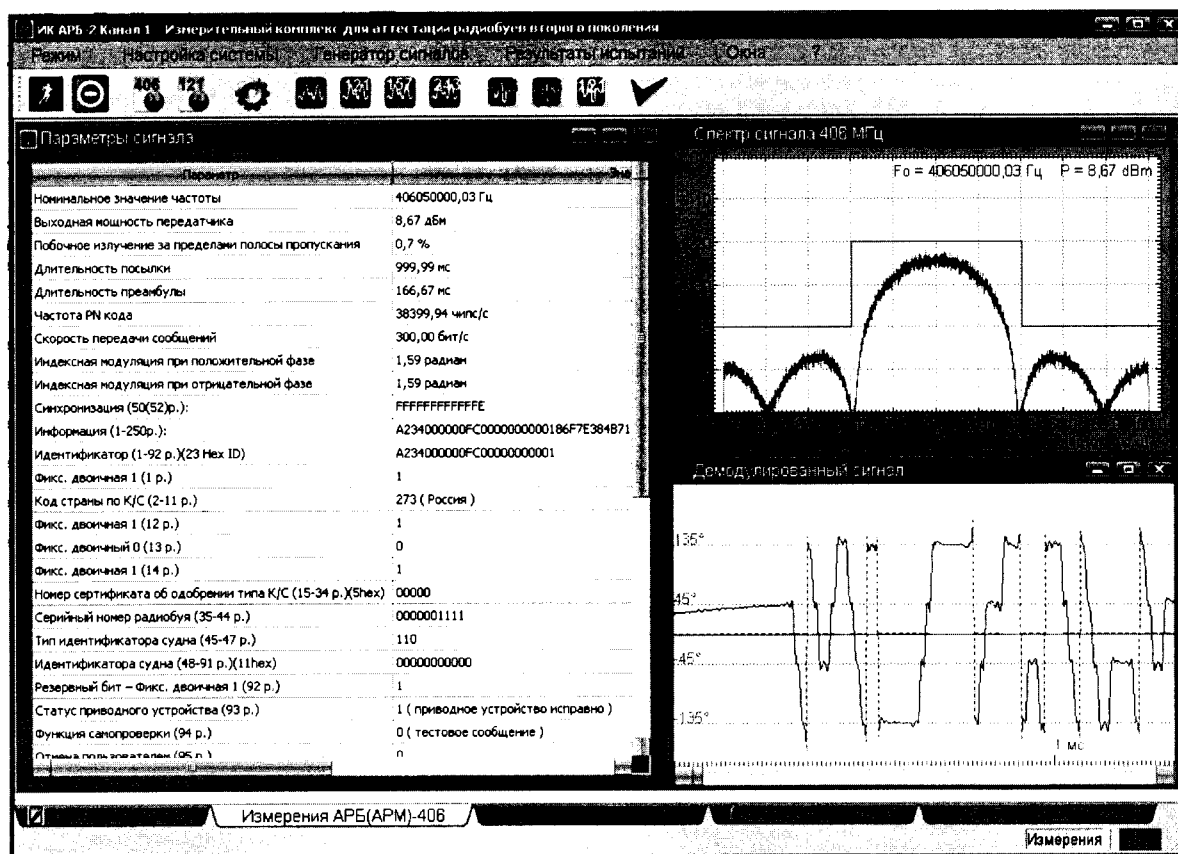 ИК АРБ-2 Канал 1 - Измерительный комплекс для аттестации радиобуев второго поколения
Режим Настройка системы Генератор сигналов Результаты испытаний Окна ?
406 121
Параметры сигнала
Параметр
Номинальное значение частоты 406050000,03 Гц
Выходная мощность передатчика 8,67 дБм
Побочное излучение за пределами полосы пропускания 0,7 %
Длительность посылки 999,99 мс
Длительность преамбулы 166,67 мс
Частота PN кода 38399,94 чипс/с
Скорость передачи сообщений 300,00 бит/с
Индексная модуляция при положительной фазе 1,59 радиан
Индексная модуляция при отрицательной фазе 1,59 радиан
Синхронизация (50(52)р.): FFFFFFFFFFFFE
Информация (1-250р.): A234000000FC0000000000186F7E384B71
Идентификатор (1-92 р.)(23 Hex ID) A234000000FC00000000001
Фикс. двоичная 1 (1 р.) 1
Код страны по К/С (2-11 р.) 273 ( Россия )
Фикс. двоичная 1 (12 р.) 1
Фикс. двоичный 0 (13 р.) 0
Фикс. двоичная 1 (14 р.) 1
Номер сертификата об одобрении типа К/С (15-34 р.)(5hex) 00000
Серийный номер радиобуя (35-44 р.) 0000001111
Тип идентификатора судна (45-47 р.) 110
Идентификатора судна (48-91 р.)(11hex) 00000000000
Резервный бит – Фикс. двоичная 1 (92 р.) 1
Статус приводного устройства (93 р.) 1 ( приводное устройство исправно )
Функция самопроверки (94 р.) 0 ( тестовое сообщение )
Отмена пользователем (95 р.) 0
Спектр сигнала 406 МГц
Fo = 406050000,03 Гц P = 8,67 dBm
Демодулированный сигнал
135°
45°
-45°
-135°
1 мс
Измерения АРБ(АРМ)-406
Измерения